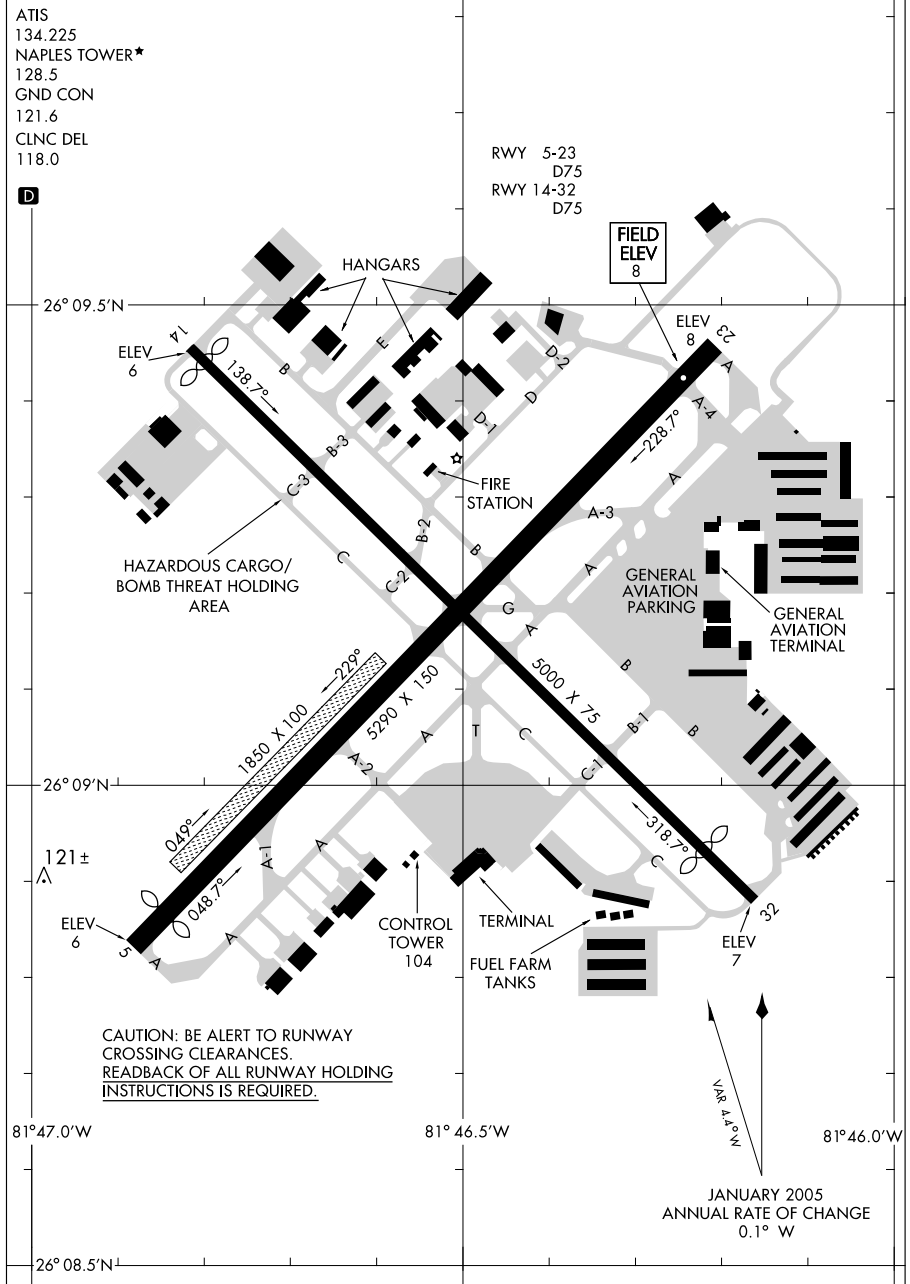 ATIS
134.225
NAPLES TOWER★
128.5
GND CON
121.6
CLNC DEL
118.0
D
RWY 5-23
D75
RWY 14-32
D75
FIELD
ELEV
8
HANGARS
26° 09.5'N
14
ELEV
6
138.7°
B
E
D-2
D
D-1
ELEV
8
23
A
A-4
228.7°
A
B-3
C-3
FIRE
STATION
A-3
B-2
B
C
C-2
HAZARDOUS CARGO/
BOMB THREAT HOLDING
AREA
A
G
A
GENERAL
AVIATION
PARKING
GENERAL
AVIATION
TERMINAL
229°
1850 X 100
049°
5290 X 150
5000 X 75
B
B-1
B
A
T
C
A-2
C-1
26° 09'N
318.7°
C
121±
A-1
A
048.7°
A
ELEV
6
5
A
CONTROL
TOWER
104
TERMINAL
FUEL FARM
TANKS
32
ELEV
7
CAUTION: BE ALERT TO RUNWAY
CROSSING CLEARANCES.
READBACK OF ALL RUNWAY HOLDING
INSTRUCTIONS IS REQUIRED.
VAR 4.4° W
81° 47.0'W
81° 46.5'W
81° 46.0'W
JANUARY 2005
ANNUAL RATE OF CHANGE
0.1° W
26° 08.5'N